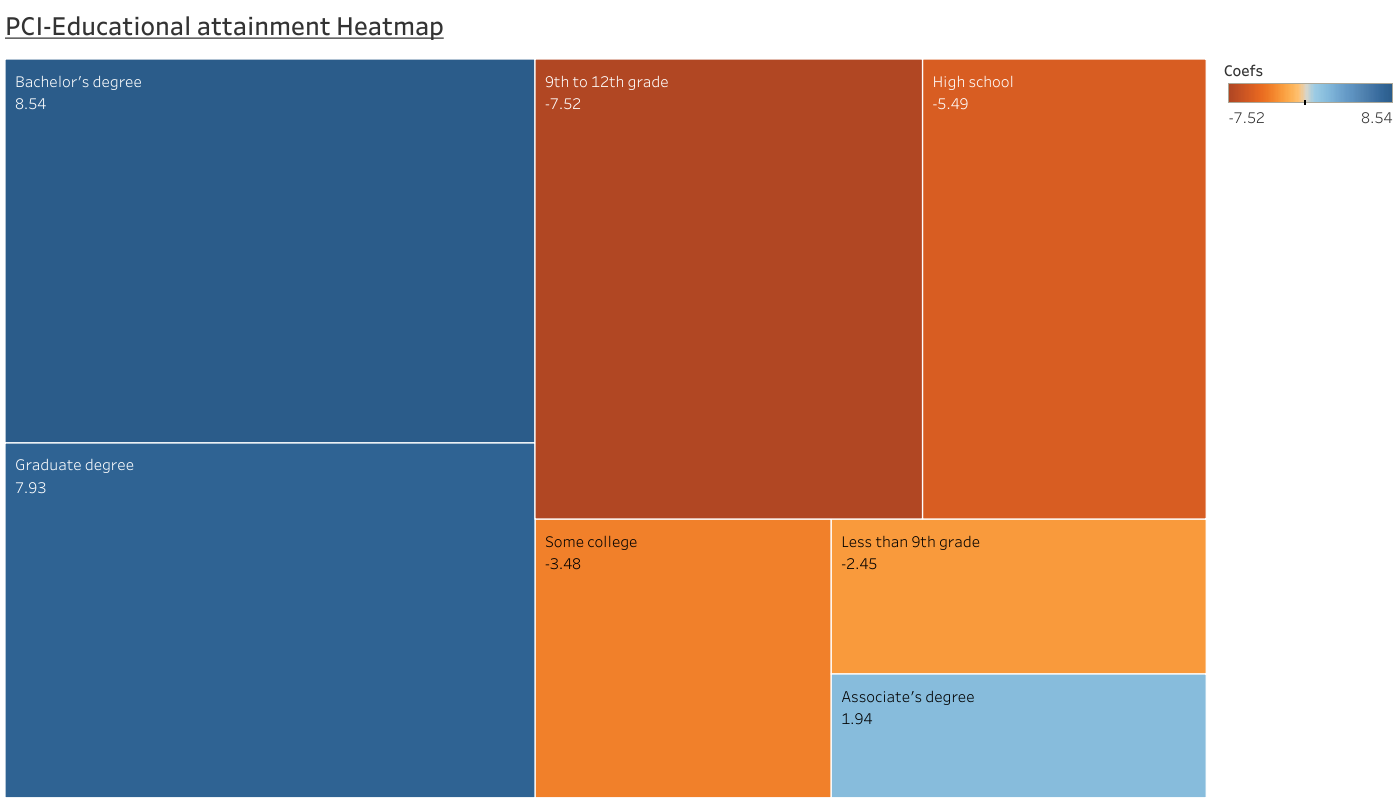 PCI-Educational attainment Heatmap
Bachelor's degree
8.54
9th to 12th grade
-7.52
High school
-5.49
Coefs
-7.52 8.54
Graduate degree
7.93
Some college
-3.48
Less than 9th grade
-2.45
Associate's degree
1.94